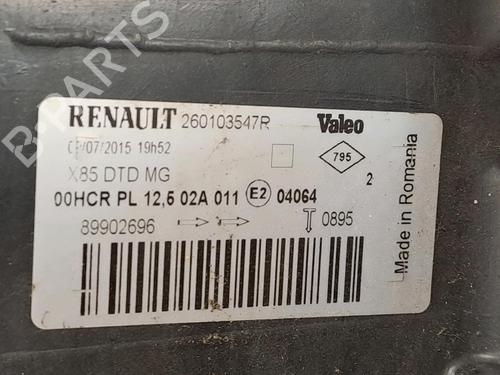 B-PARTS
RENAULT 260103547R Valeo
/07/2015 19h52
795
X85 DTD MG
2
00HCR PL 12,5 02A 011 E2 04064
89902696 0895
Made in Romania